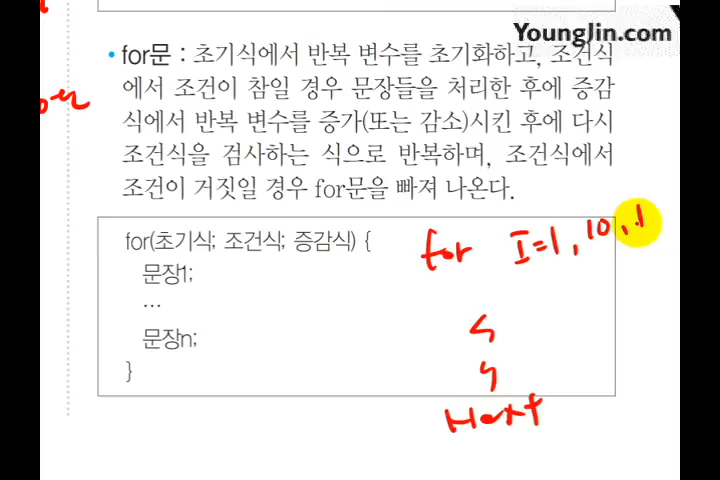 YoungJin.com
• for문 : 초기식에서 반복 변수를 초기화하고, 조건식
에서 조건이 참일 경우 문장들을 처리한 후에 증감
식에서 반복 변수를 증가(또는 감소)시킨 후에 다시
조건식을 검사하는 식으로 반복하며, 조건식에서
조건이 거짓일 경우 for문을 빠져 나온다.
for(초기식; 조건식; 증감식) {
for I=1, 10, 1
문장1;
...
문장n;
}
Next